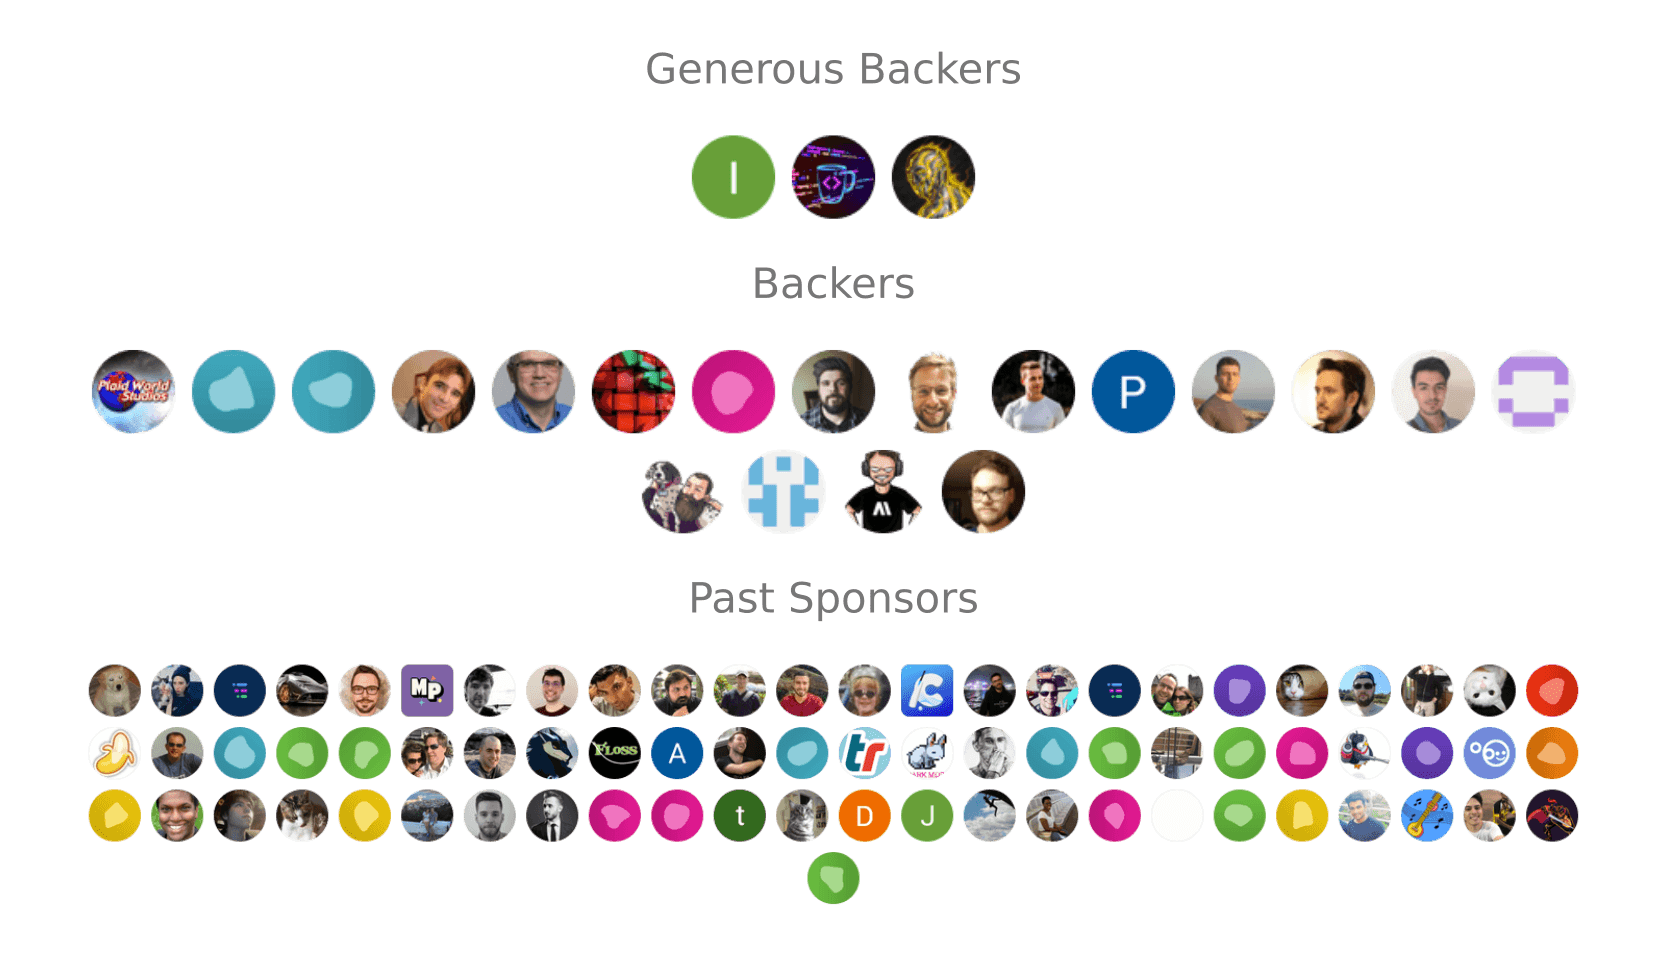 Generous Backers
I
Backers
Plaid World
Studios
P
Past Sponsors
MP
C
FLOSS
A
tr
t
D
J